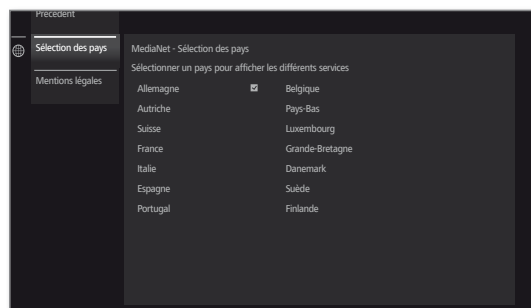 Précédent
Sélection des pays
Mentions légales
MediaNet - Sélection des pays
Sélectionner un pays pour afficher les différents services
Allemagne Belgique
Autriche Pays-Bas
Suisse Luxembourg
France Grande-Bretagne
Italie Danemark
Espagne Suède
Portugal Finlande